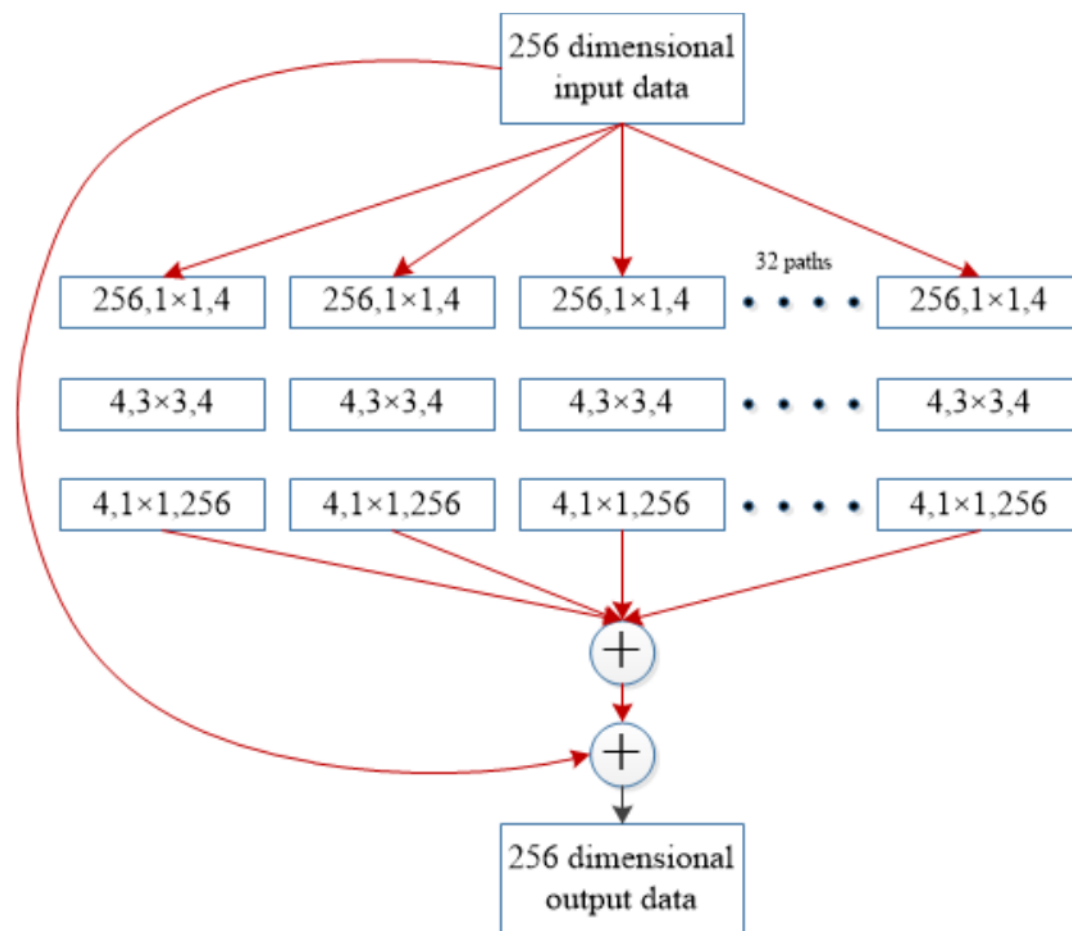 256 dimensional
input data
32 paths
256,1×1,4
256,1×1,4
256,1×1,4
256,1×1,4
4,3×3,4
4,3×3,4
4,3×3,4
4,3×3,4
4,1×1,256
4,1×1,256
4,1×1,256
4,1×1,256
+
+
256 dimensional
output data